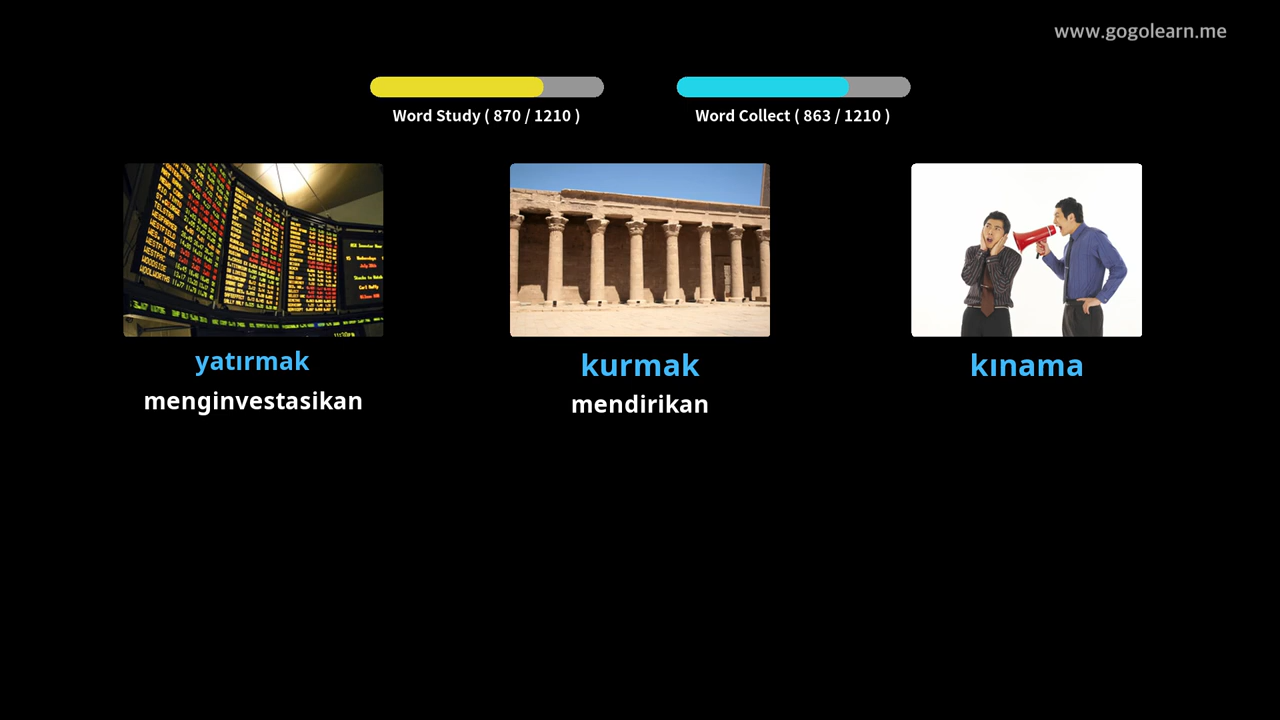 www.gogolearn.me
Word Study ( 870 / 1210 )
Word Collect ( 863 / 1210 )
yatırmak
kurmak
kınama
menginvestasikan
mendirikan